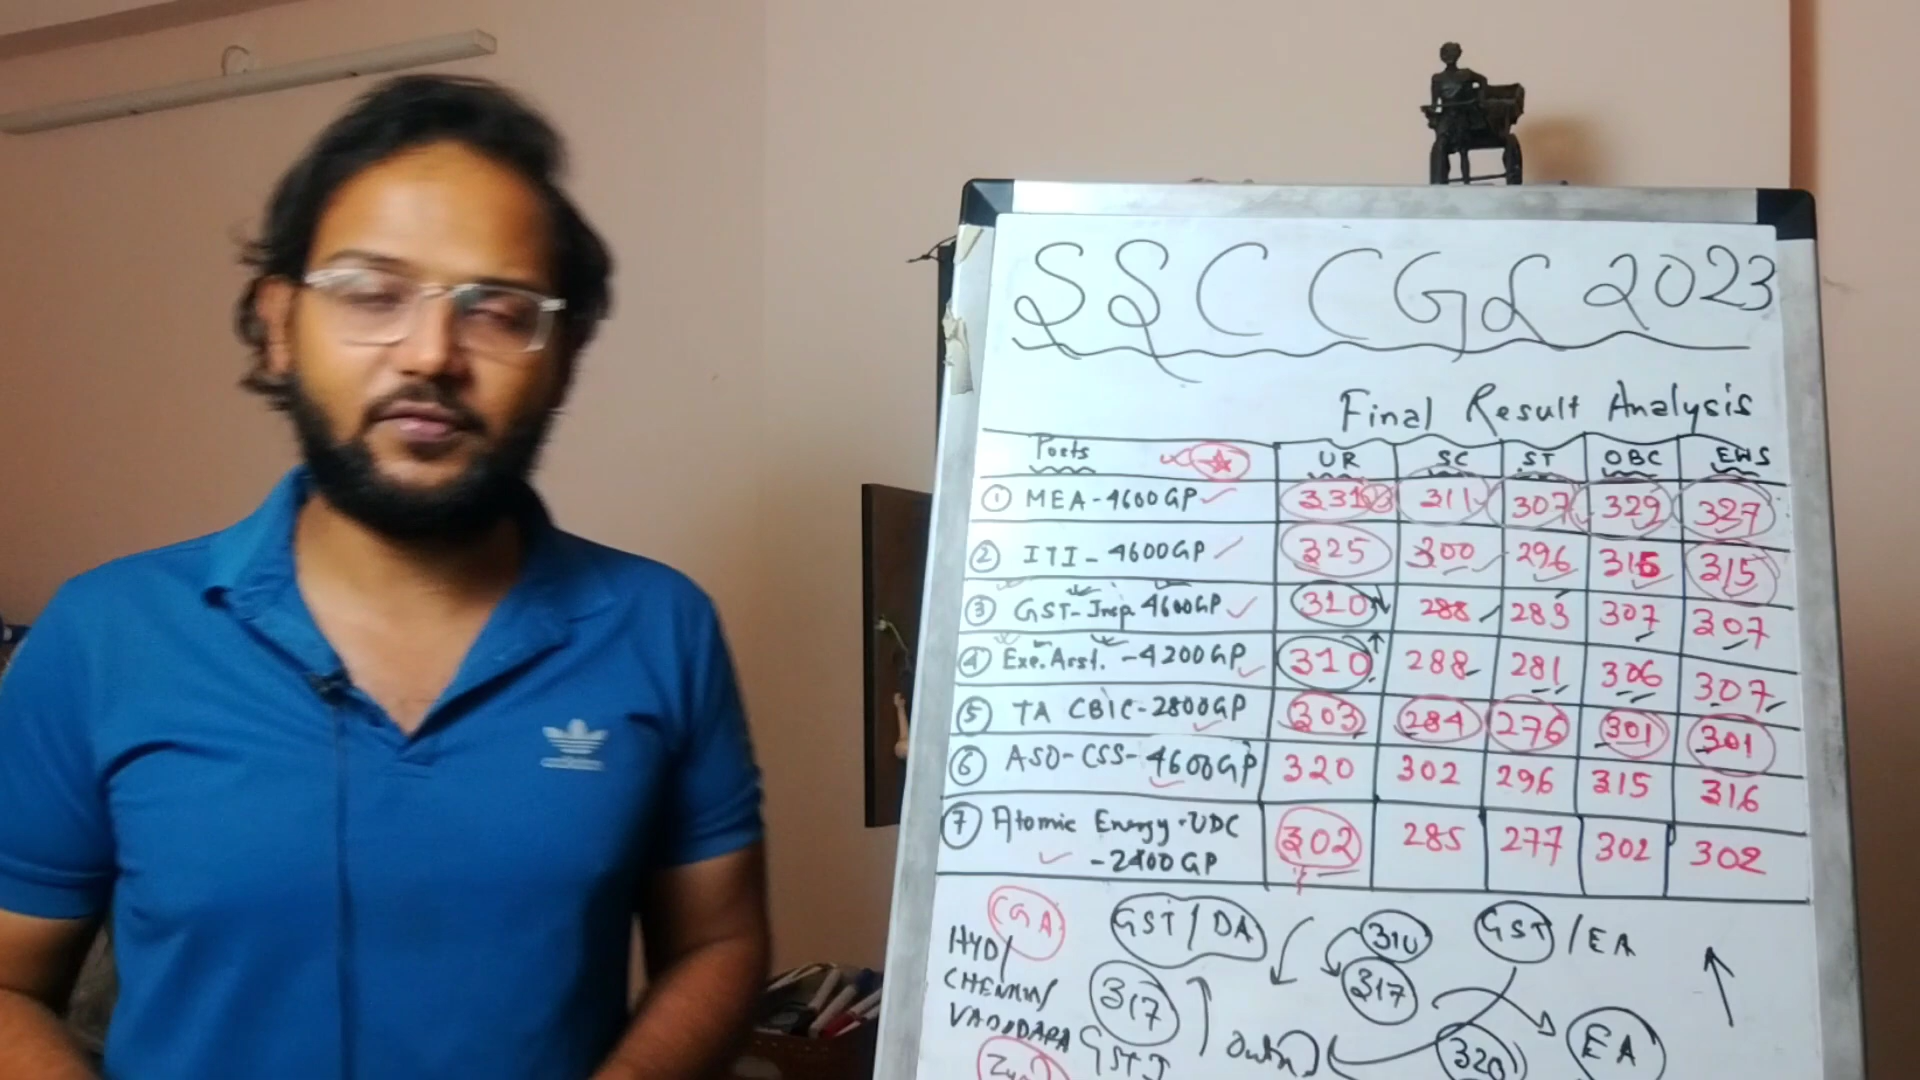 SSC CGL 2023
Final Result Analysis
Posts UR SC ST OBC EWS
① MEA-4600GP 331 311 307 329 327
② ITI-4600GP 325 300 296 315 315
③ GST-Insp. 4600GP 310 288 283 307 307
④ Exe. Asst. -4200GP 310 288 281 306 307
⑤ TA CBIC-2800GP 303 284 276 301 301
⑥ ASO-CSS-4600GP 320 302 296 315 316
⑦ Atomic Energy-UDC 302 285 277 302 302
-2400GP
CGA GST/DA 310 GST/EA
HYD/
CHENNAI/ 317 317
VADODARA
GST EA
320
adidas